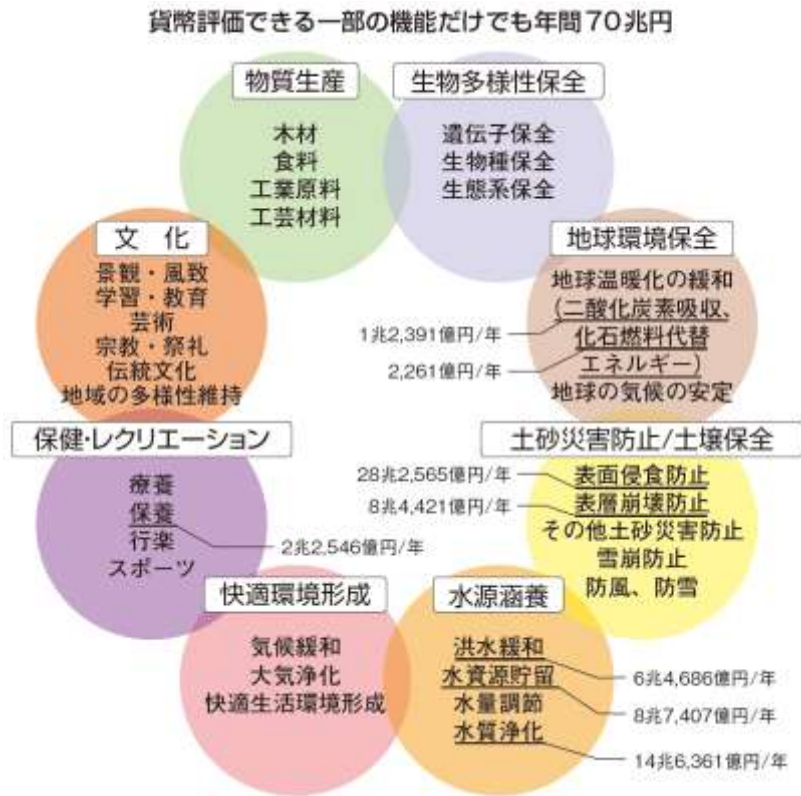 貨幣評価できる一部の機能だけでも年間70兆円
物質生産
木材
食料
工業原料
工芸材料
生物多様性保全
遺伝子保全
生物種保全
生態系保全
文 化
景観・風致
学習・教育
芸術
宗教・祭礼
伝統文化
地域の多様性維持
地球環境保全
地球温暖化の緩和
(二酸化炭素吸収、
化石燃料代替
エネルギー)
地球の気候の安定
1兆2,391億円/年
2,261億円/年
保健・レクリエーション
療養
保養
行楽
スポーツ
2兆2,546億円/年
土砂災害防止/土壌保全
表面侵食防止
表層崩壊防止
その他土砂災害防止
雪崩防止
防風、防雪
28兆2,565億円/年
8兆4,421億円/年
快適環境形成
気候緩和
大気浄化
快適生活環境形成
水源涵養
洪水緩和
水資源貯留
水量調節
水質浄化
6兆4,686億円/年
8兆7,407億円/年
14兆6,361億円/年